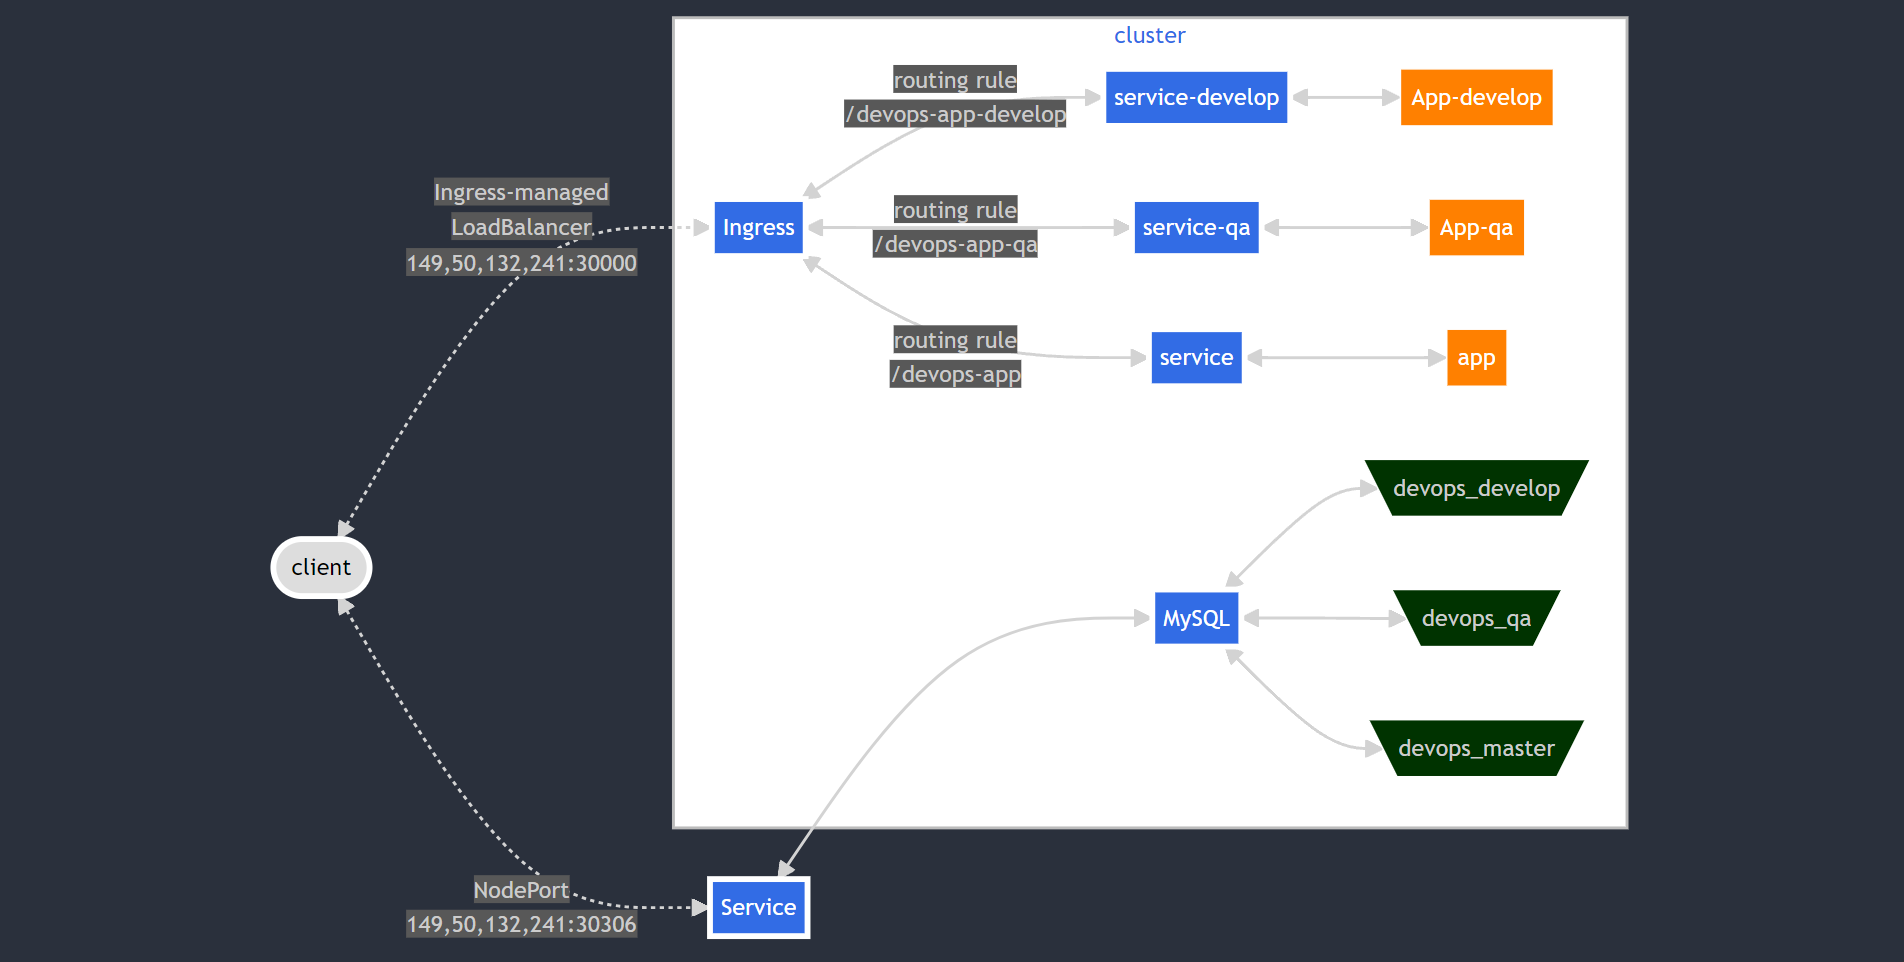 cluster
routing rule
/devops-app-develop
service-develop
App-develop
Ingress-managed
LoadBalancer
149,50,132,241:30000
Ingress
routing rule
/devops-app-qa
service-qa
App-qa
routing rule
/devops-app
service
app
client
devops_develop
MySQL
devops_qa
devops_master
NodePort
149,50,132,241:30306
Service